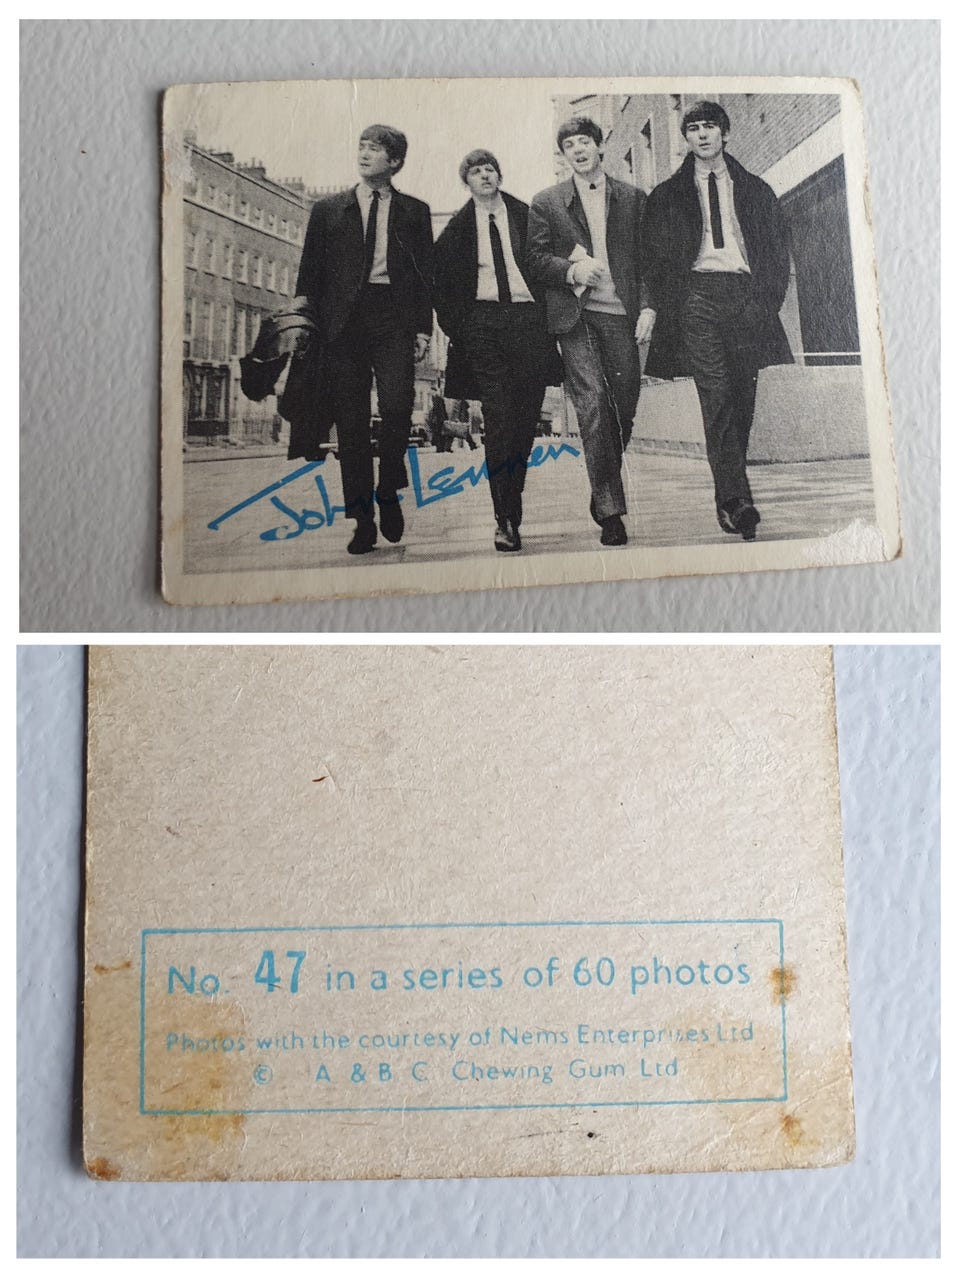 John Lennon
No. 47 in a series of 60 photos
Photos with the courtesy of Nems Enterprises Ltd
© A & B C Chewing Gum Ltd